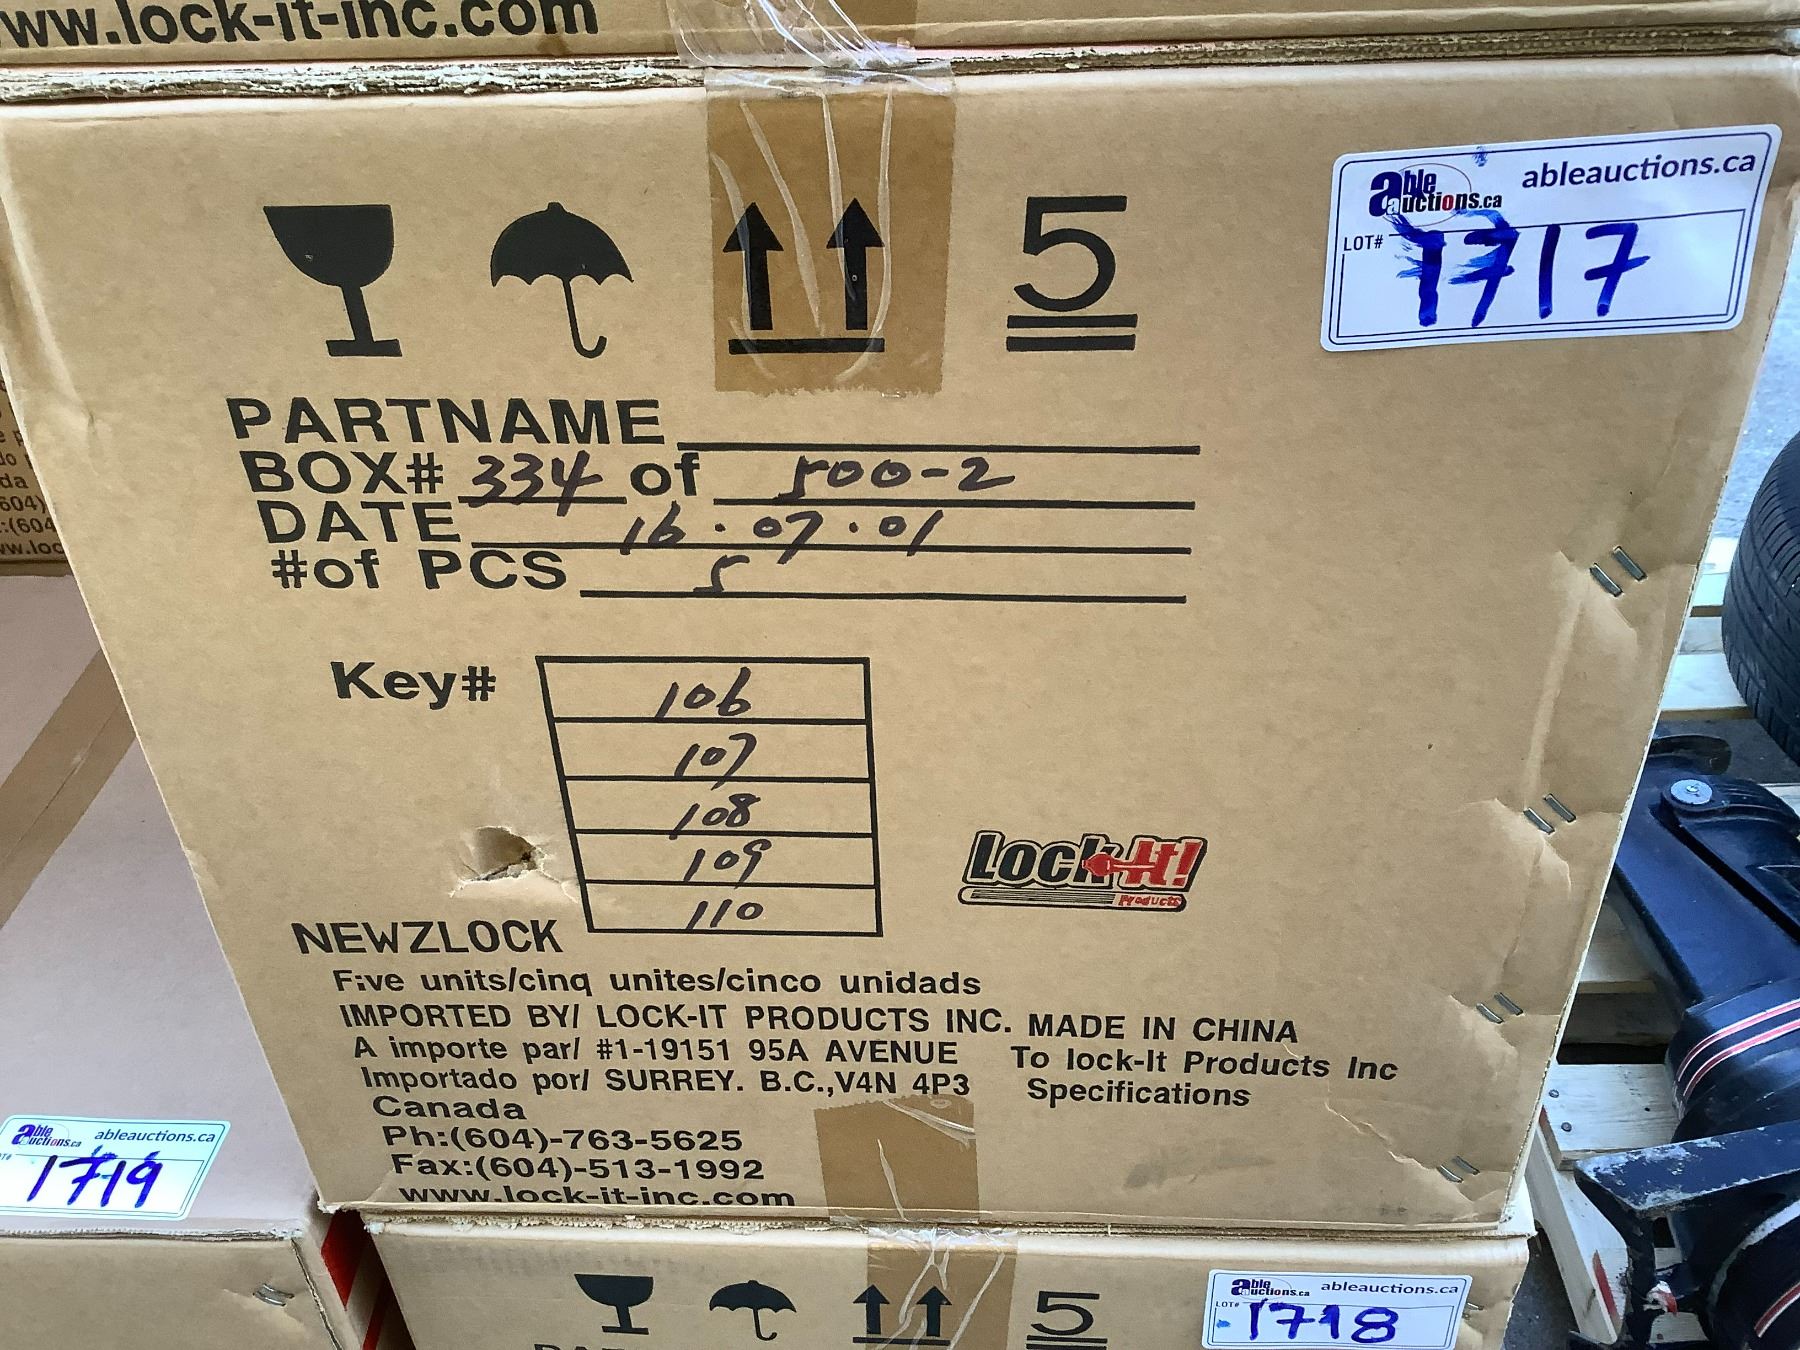 ww.lock-it-inc.com
able auctions.ca ableauctions.ca
LOT# 1717
5
PARTNAME
BOX# 334 of 500-2
DATE 16.07.01
#of PCS 5
Key# 106
107
108
109
110
Lock-It!
Products
NEWZLOCK
Five units/cinq unites/cinco unidads
IMPORTED BY/ LOCK-IT PRODUCTS INC. MADE IN CHINA
A importe par/ #1-19151 95A AVENUE To lock-It Products Inc
Importado por/ SURREY. B.C.,V4N 4P3 Specifications
Canada
Ph:(604)-763-5625
Fax:(604)-513-1992
www.lock-it-inc.com
able auctions.ca ableauctions.ca
1719
5
able auctions.ca ableauctions.ca
LOT# 1718